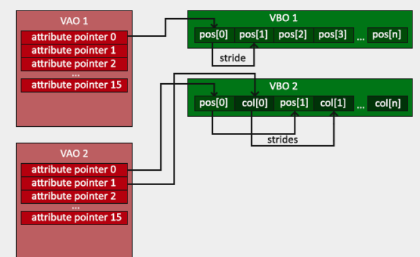 VAO 1
attribute pointer 0
attribute pointer 1
attribute pointer 2
...
attribute pointer 15
VBO 1
pos[0] pos[1] pos[2] pos[3] ... pos[n]
stride
VBO 2
pos[0] col[0] pos[1] col[1] ... col[n]
strides
VAO 2
attribute pointer 0
attribute pointer 1
attribute pointer 2
...
attribute pointer 15